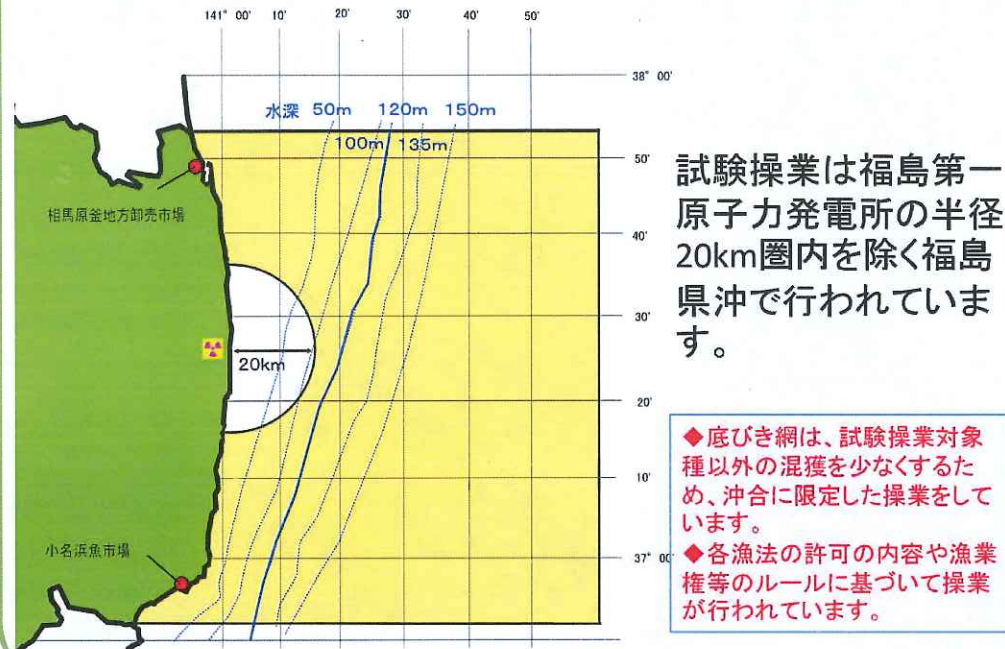 141° 00' 10' 20' 30' 40' 50'
38° 00'
水深 50m 120m 150m
100m 135m
50'
相馬原釜地方卸売市場
40'
30'
20km
20'
10'
小名浜魚市場
37° 00'
試験操業は福島第一
原子力発電所の半径
20km圏内を除く福島
県沖で行われていま
す。
◆底びき網は、試験操業対象
種以外の混獲を少なくするた
め、沖合に限定した操業をして
います。
◆各漁法の許可の内容や漁業
権等のルールに基づいて操業
が行われています。